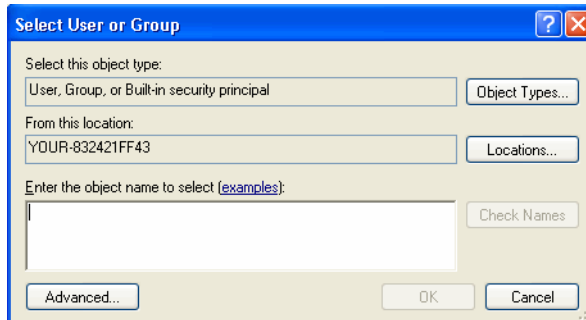 Select User or Group
Select this object type:
User, Group, or Built-in security principal
Object Types...
From this location:
YOUR-832421FF43
Locations...
Enter the object name to select (examples):
Check Names
Advanced...
OK
Cancel